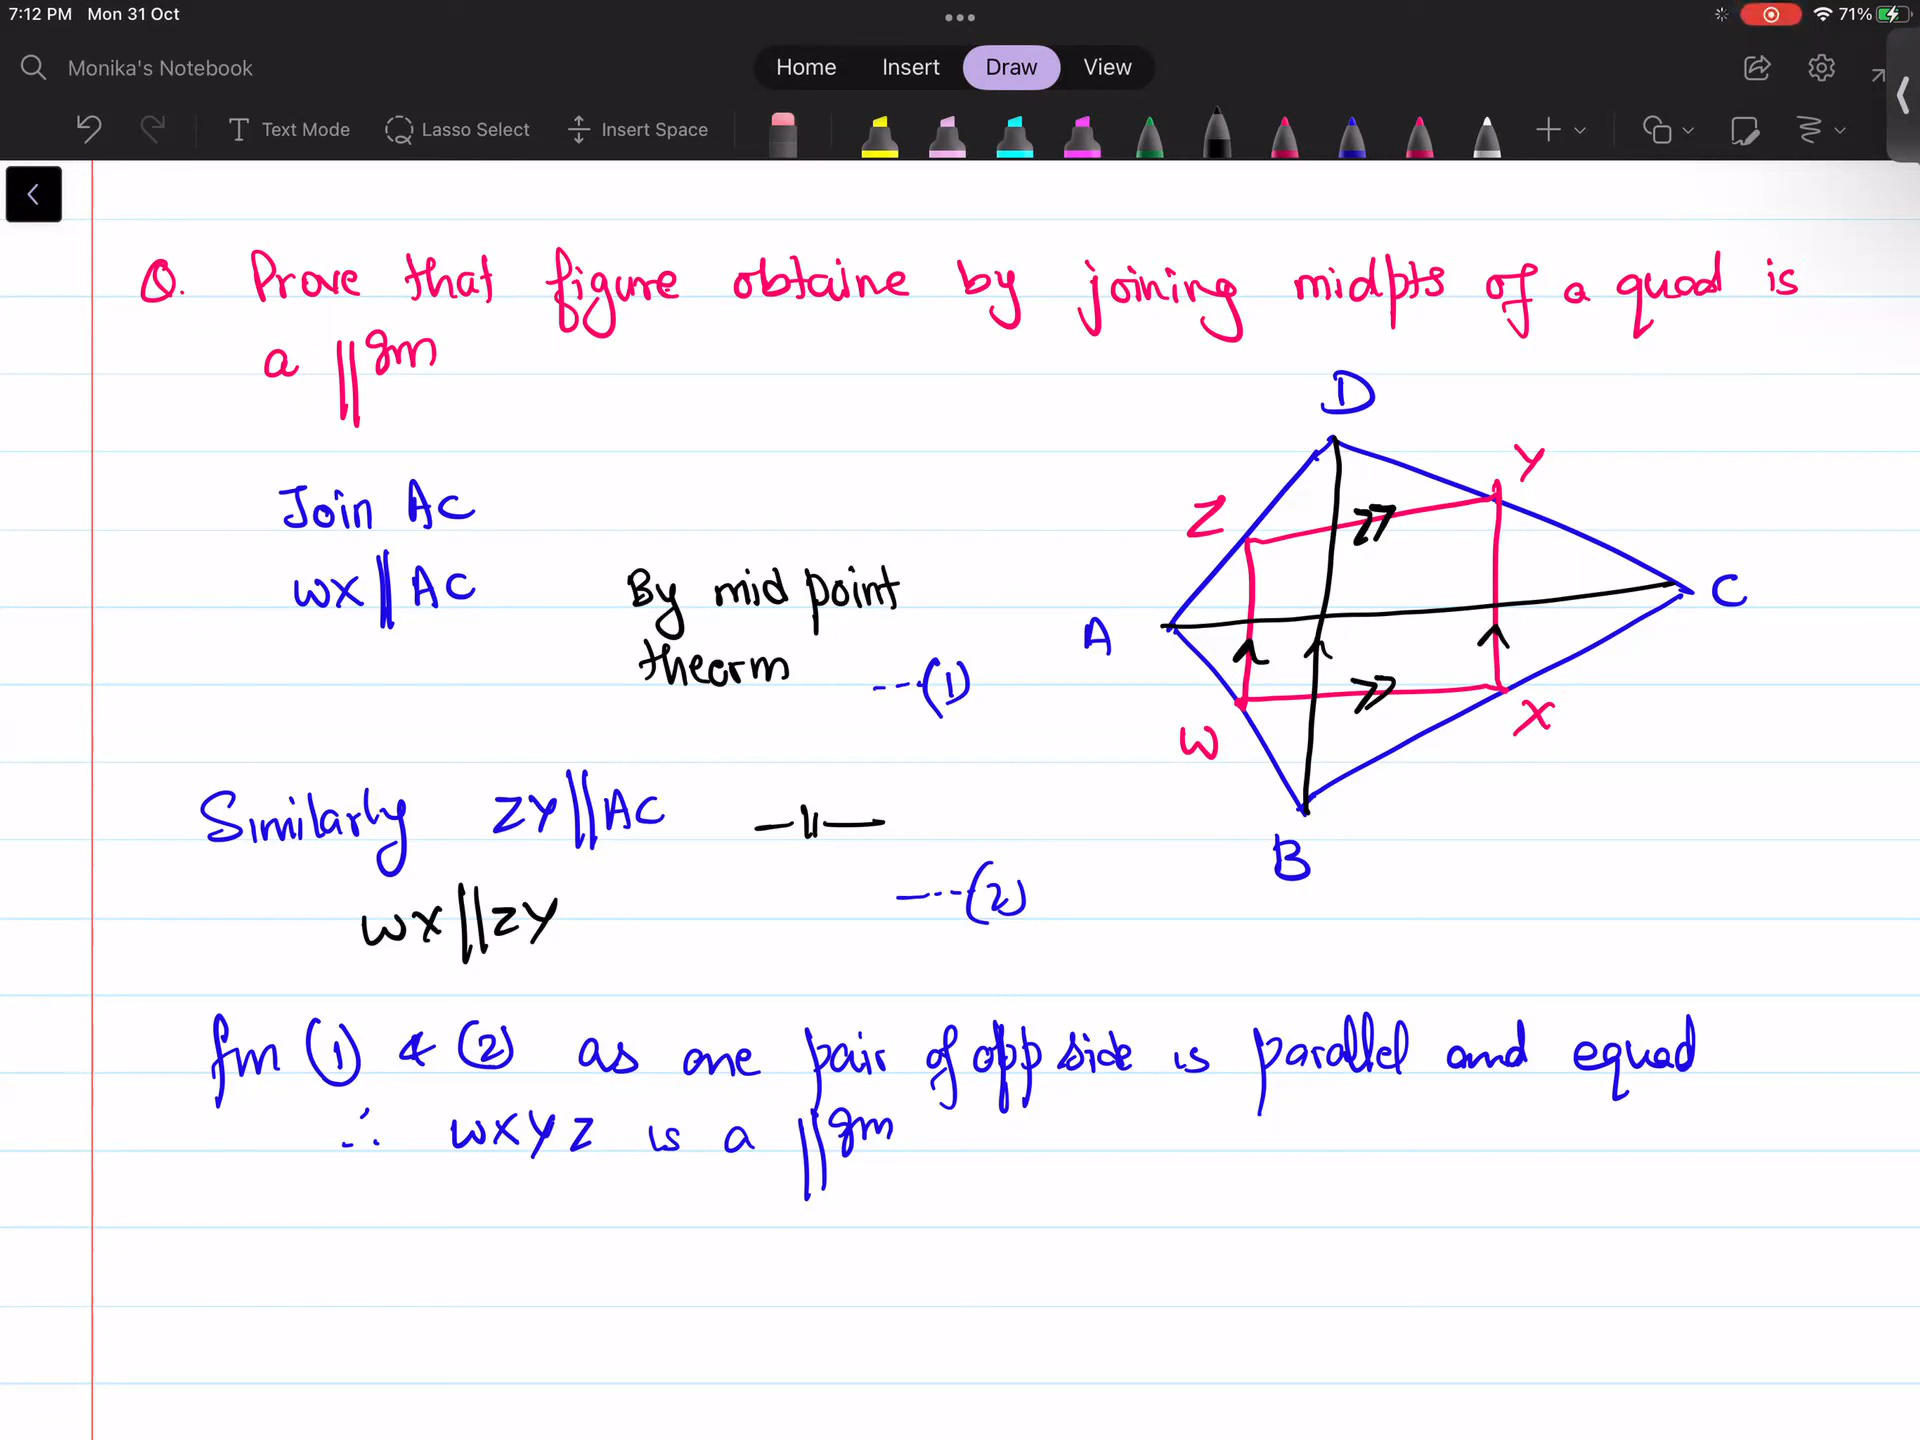 7:12 PM Mon 31 Oct
71%
Monika's Notebook
Home Insert Draw View
Text Mode Lasso Select Insert Space
Q. Prove that figure obtaine by joining midpts of a quad is
a ||gm
Join AC
WX || AC By mid point
theorm ---(1)
Similarly ZY || AC —||—
WX || ZY ---(2)
fm (1) & (2) as one pair of opp side is parallel and equal
∴ WXYZ is a ||gm
D
Y
Z
C
A
X
W
B